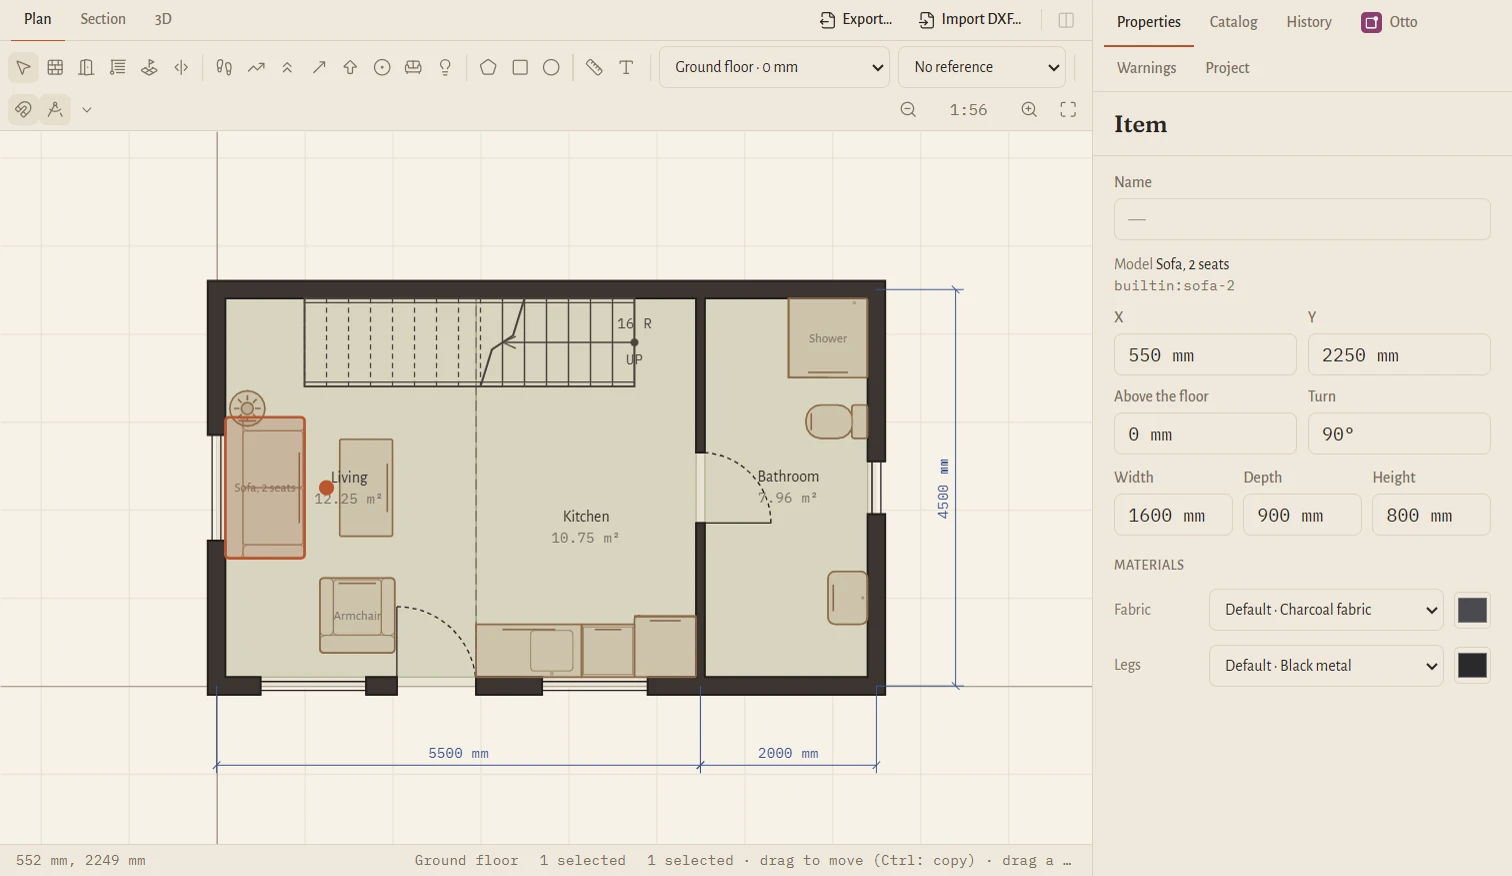 Plan Section 3D Export... Import DXF...
Properties Catalog History Otto
Warnings Project
Ground floor · 0 mm No reference
1:56
Item
Name
—
Model Sofa, 2 seats
builtin:sofa-2
X Y
550 mm 2250 mm
Above the floor Turn
0 mm 90°
Width Depth Height
1600 mm 900 mm 800 mm
MATERIALS
Fabric Default · Charcoal fabric
Legs Default · Black metal
16 R
UP
Shower
Sofa, 2 seats
Living
12.25 m²
Kitchen
10.75 m²
Bathroom
7.96 m²
Armchair
4500 mm
5500 mm
2000 mm
552 mm, 2249 mm Ground floor 1 selected 1 selected · drag to move (Ctrl: copy) · drag a …